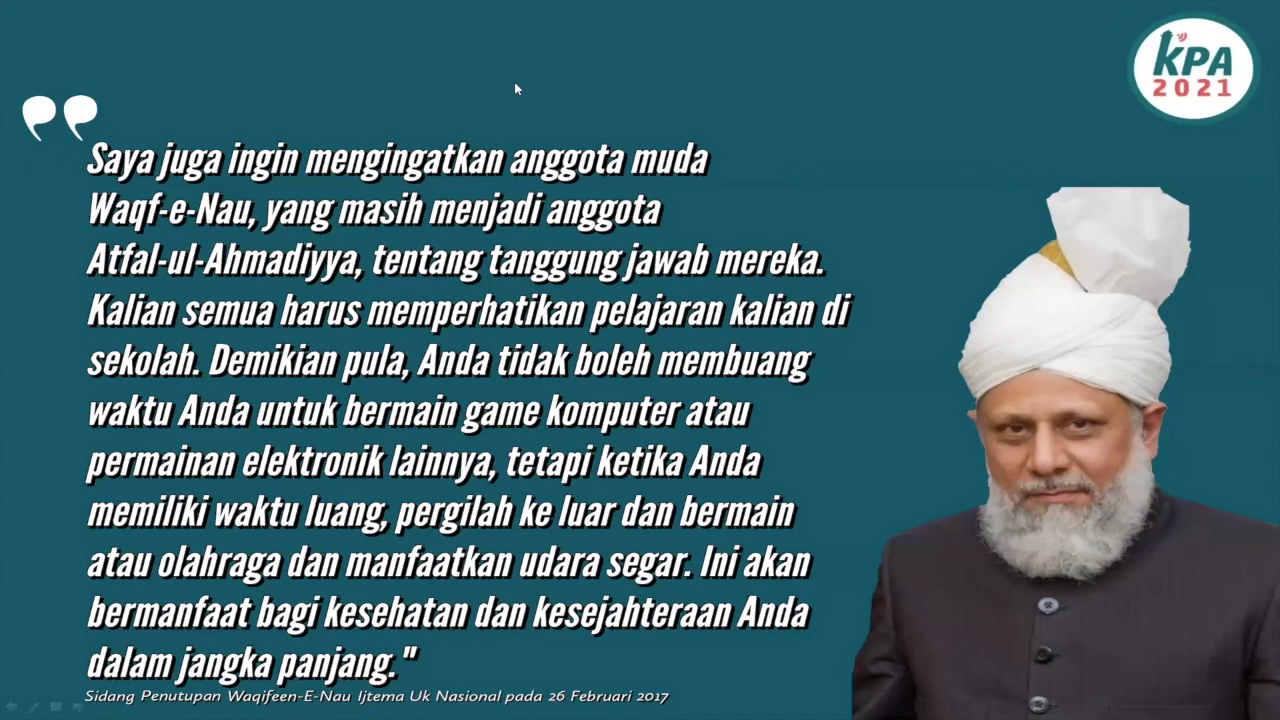 KPA
2021
Saya juga ingin mengingatkan anggota muda
Waqf-e-Nau, yang masih menjadi anggota
Atfal-ul-Ahmadiyya, tentang tanggung jawab mereka.
Kalian semua harus memperhatikan pelajaran kalian di
sekolah. Demikian pula, Anda tidak boleh membuang
waktu Anda untuk bermain game komputer atau
permainan elektronik lainnya, tetapi ketika Anda
memiliki waktu luang, pergilah ke luar dan bermain
atau olahraga dan manfaatkan udara segar. Ini akan
bermanfaat bagi kesehatan dan kesejahteraan Anda
dalam jangka panjang."
Sidang Penutupan Waqifeen-E-Nau Ijtema Uk Nasional pada 26 Februari 2017